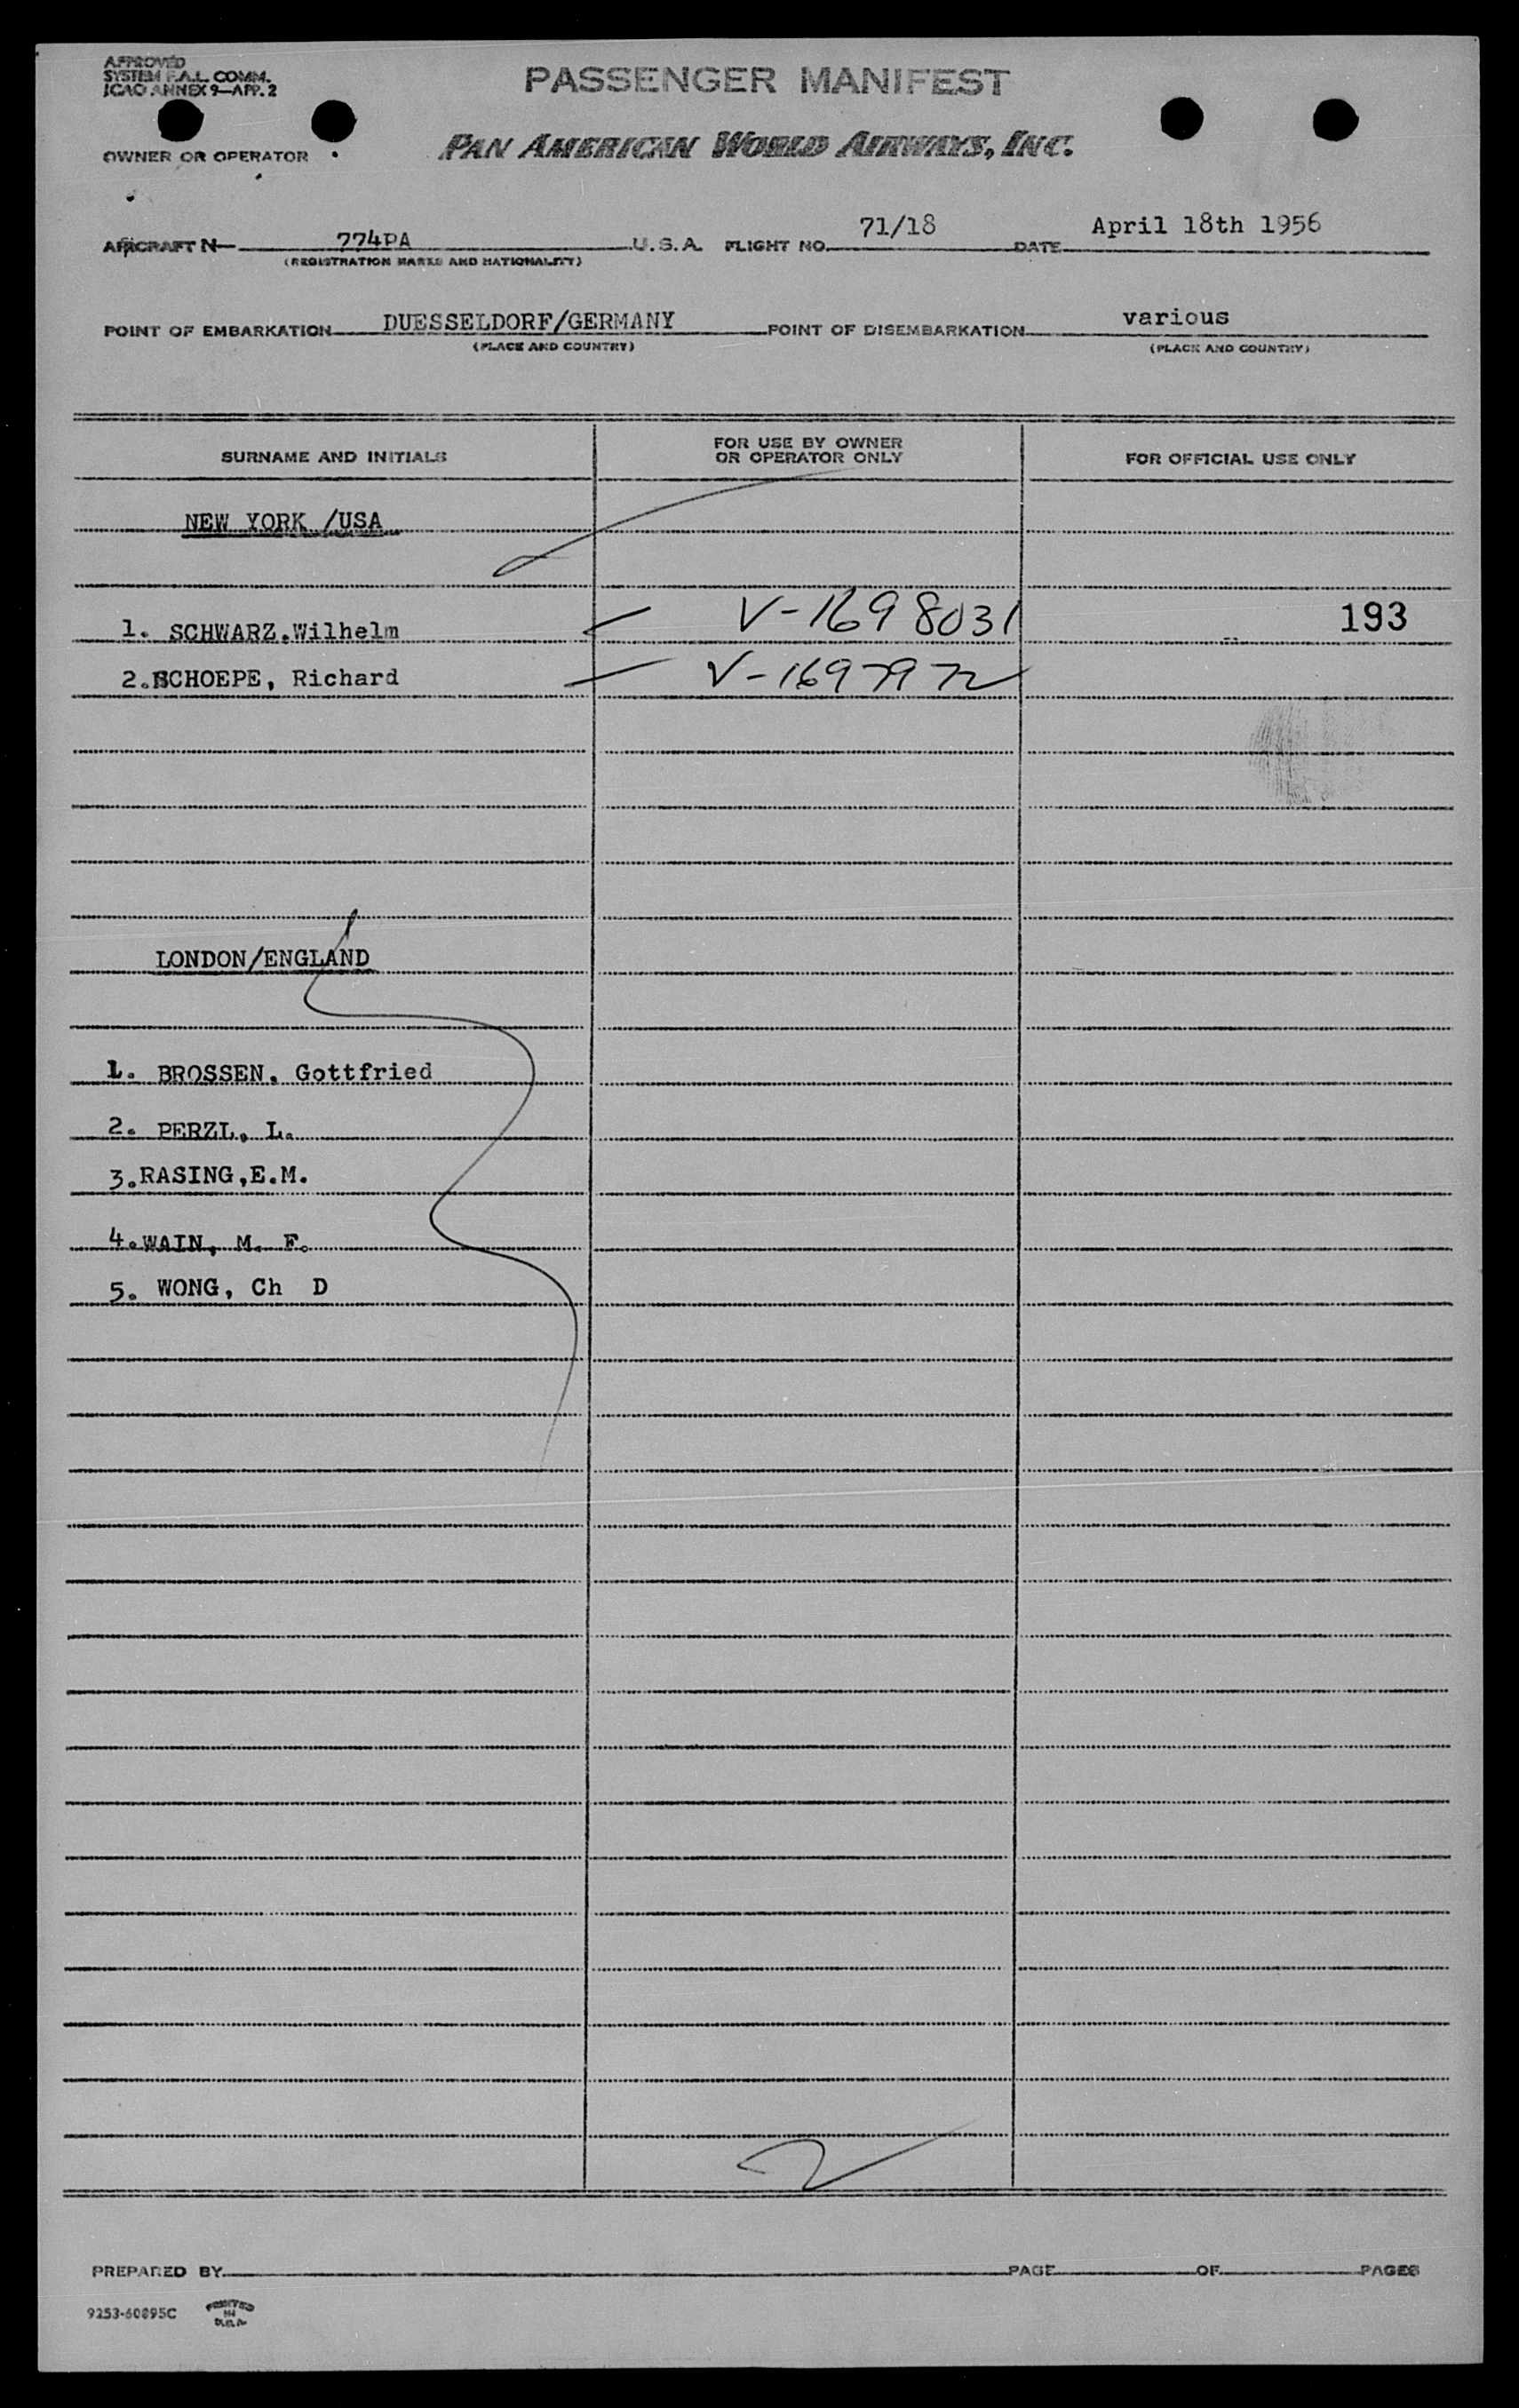 APPROVED
SYSTEM F.A.L. COMM.
ICAO ANNEX 9—APP. 2
PASSENGER MANIFEST
OWNER OR OPERATOR
PAN AMERICAN WORLD AIRWAYS, INC.
AIRCRAFT N 774PA U.S.A. FLIGHT NO. 71/18 DATE April 18th 1956
(REGISTRATION MARKS AND NATIONALITY)
POINT OF EMBARKATION DUESSELDORF/GERMANY POINT OF DISEMBARKATION various
(PLACE AND COUNTRY) (PLACE AND COUNTRY)
SURNAME AND INITIALS FOR USE BY OWNER OR OPERATOR ONLY FOR OFFICIAL USE ONLY
NEW YORK /USA
1. SCHWARZ.Wilhelm V-1698031 193
2.SCHOEPE, Richard V-1697972
LONDON/ENGLAND
1. BROSSEN, Gottfried
2. PERZL, L.
3.RASING,E.M.
4.WAIN, M. F.
5. WONG, Ch D
2
PREPARED BY PAGE OF PAGES
9253-60895C PRINTED IN U.S.A.